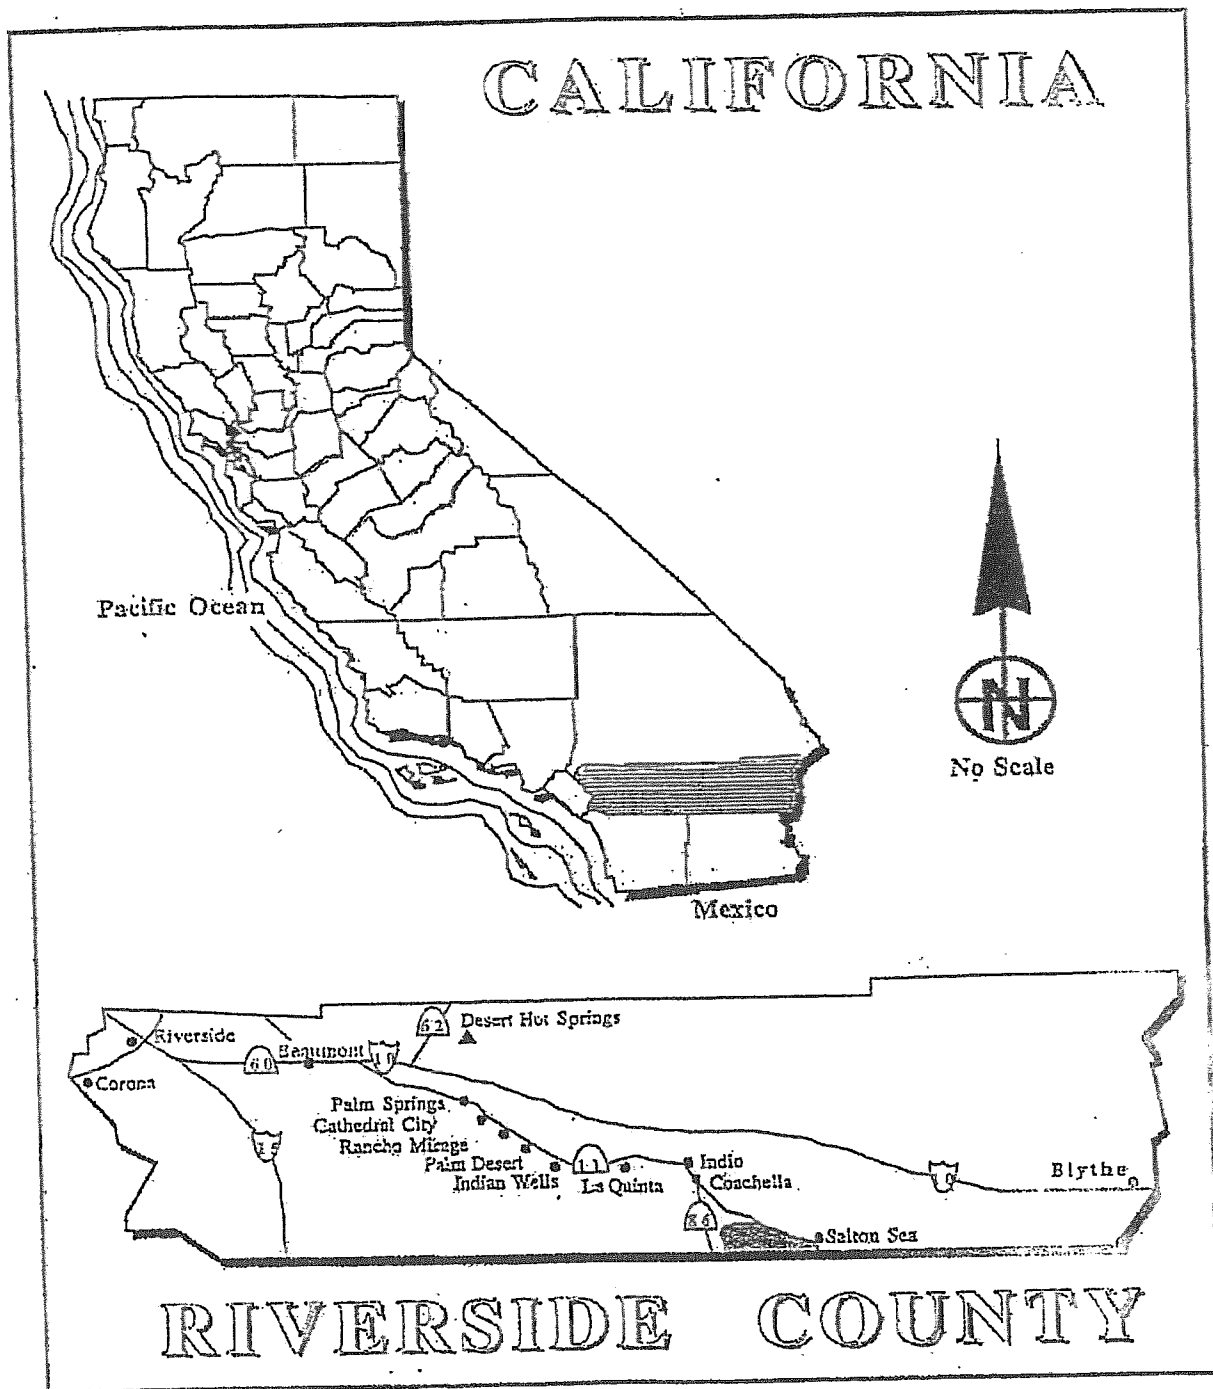 CALIFORNIA
Pacific Ocean
N
No Scale
Mexico
62
Desert Hot Springs
Riverside
60
Beaumont
10
Corona
Palm Springs
Cathedral City
Rancho Mirage
Palm Desert
Indian Wells
111
La Quinta
Indio
Coachella
10
Blythe
86
Salton Sea
RIVERSIDE COUNTY